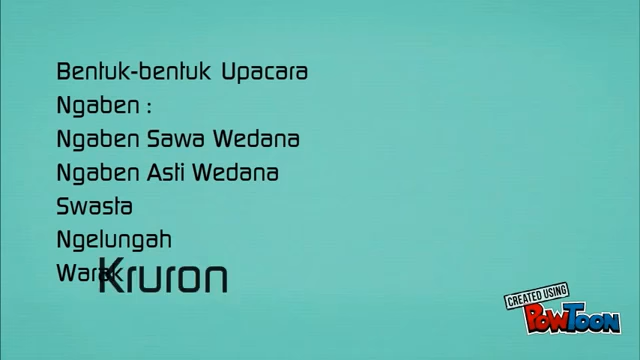 Bentuk-bentuk Upacara
Ngaben :
Ngaben Sawa Wedana
Ngaben Asti Wedana
Swasta
Ngelungah
Warak
Kruron
CREATED USING
POWTOON